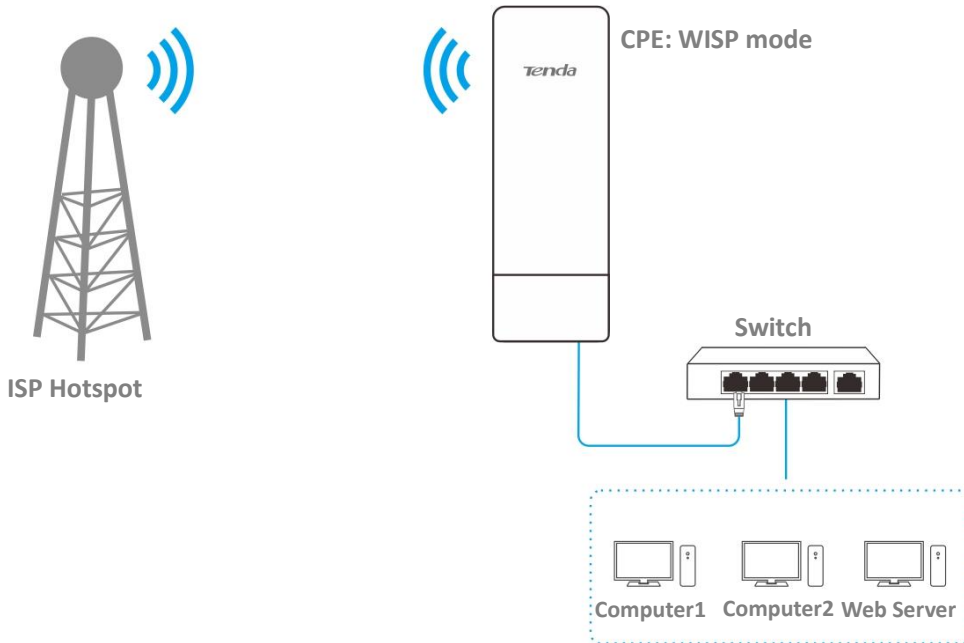 CPE: WISP mode
Tenda
Switch
ISP Hotspot
Computer1 Computer2 Web Server